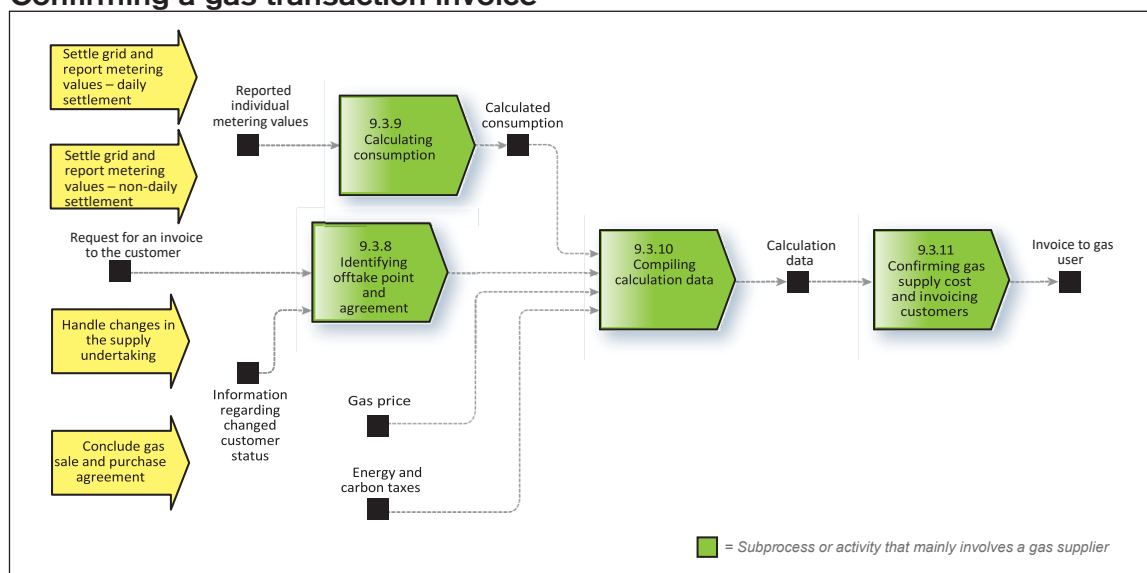 Confirming a gas transaction invoice
Settle grid and
report metering
values – daily
settlement
Reported
individual
metering values
9.3.9
Calculating
consumption
Calculated
consumption
Settle grid and
report metering
values – non-daily
settlement
Request for an invoice
to the customer
9.3.8
Identifying
offtake point
and
agreement
9.3.10
Compiling
calculation data
Calculation
data
9.3.11
Confirming gas
supply cost
and invoicing
customers
Invoice to gas
user
Handle changes in
the supply
undertaking
Information
regarding
changed
customer
status
Gas price
Conclude gas
sale and purchase
agreement
Energy and
carbon taxes
= Subprocess or activity that mainly involves a gas supplier